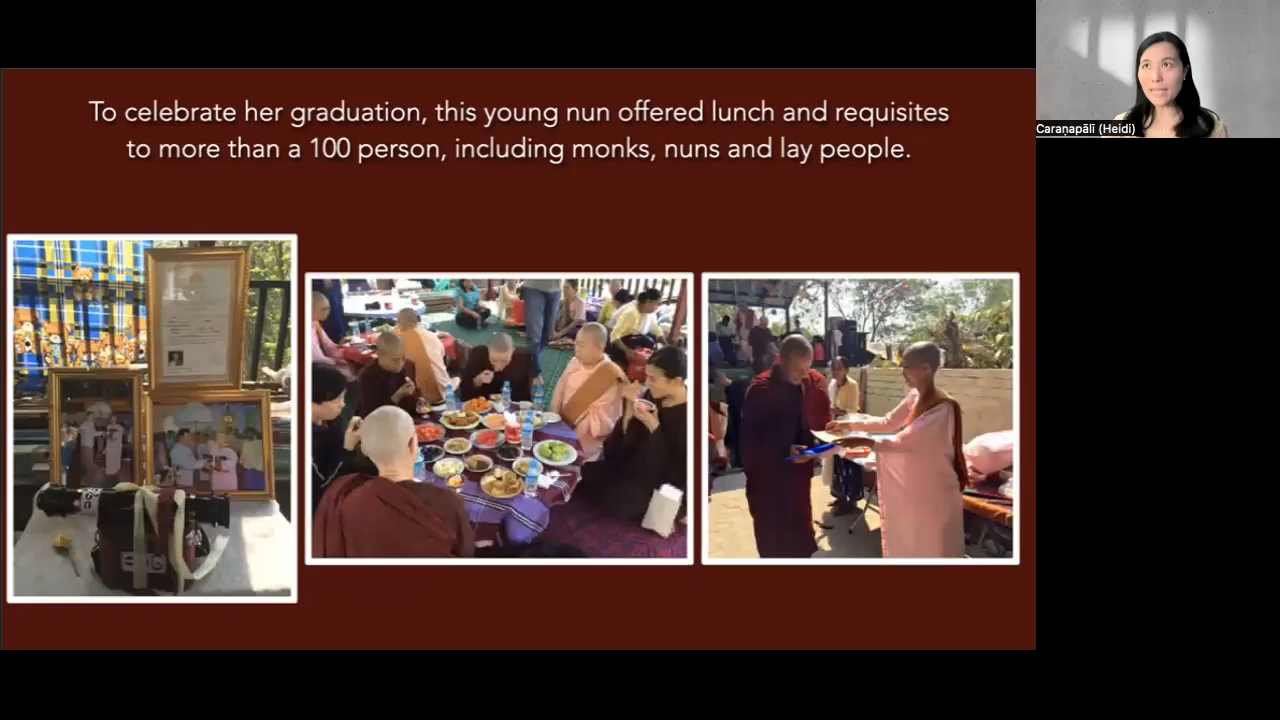 To celebrate her graduation, this young nun offered lunch and requisites
to more than a 100 person, including monks, nuns and lay people.
Caraṇapālī (Heidi)